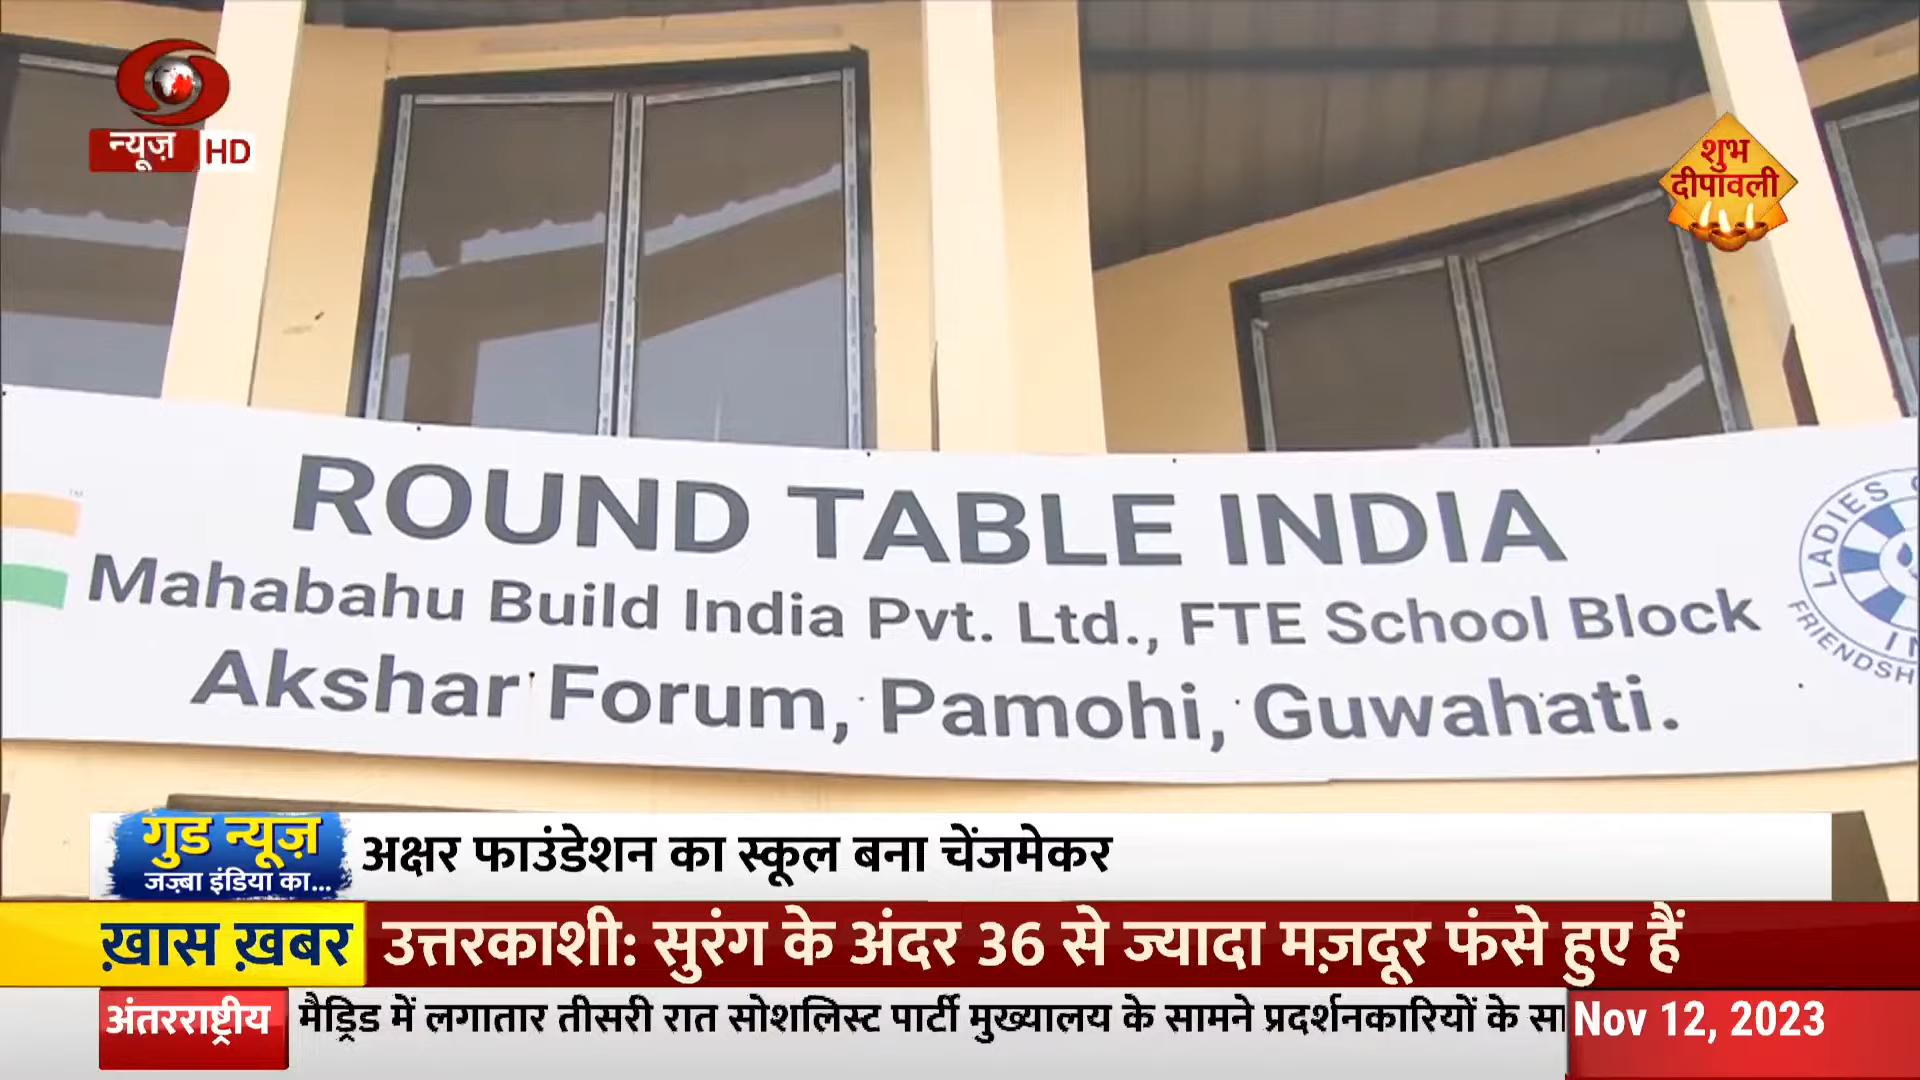 न्यूज़ HD
शुभ
दीपावली
ROUND TABLE INDIA
Mahabahu Build India Pvt. Ltd., FTE School Block
Akshar Forum, Pamohi, Guwahati.
LADIES
FRIENDSH
गुड न्यूज़
जज़्बा इंडिया का...
अक्षर फाउंडेशन का स्कूल बना चेंजमेकर
ख़ास ख़बर
उत्तरकाशी: सुरंग के अंदर 36 से ज्यादा मज़दूर फंसे हुए हैं
अंतरराष्ट्रीय
मैड्रिड में लगातार तीसरी रात सोशलिस्ट पार्टी मुख्यालय के सामने प्रदर्शनकारियों के सा
Nov 12, 2023